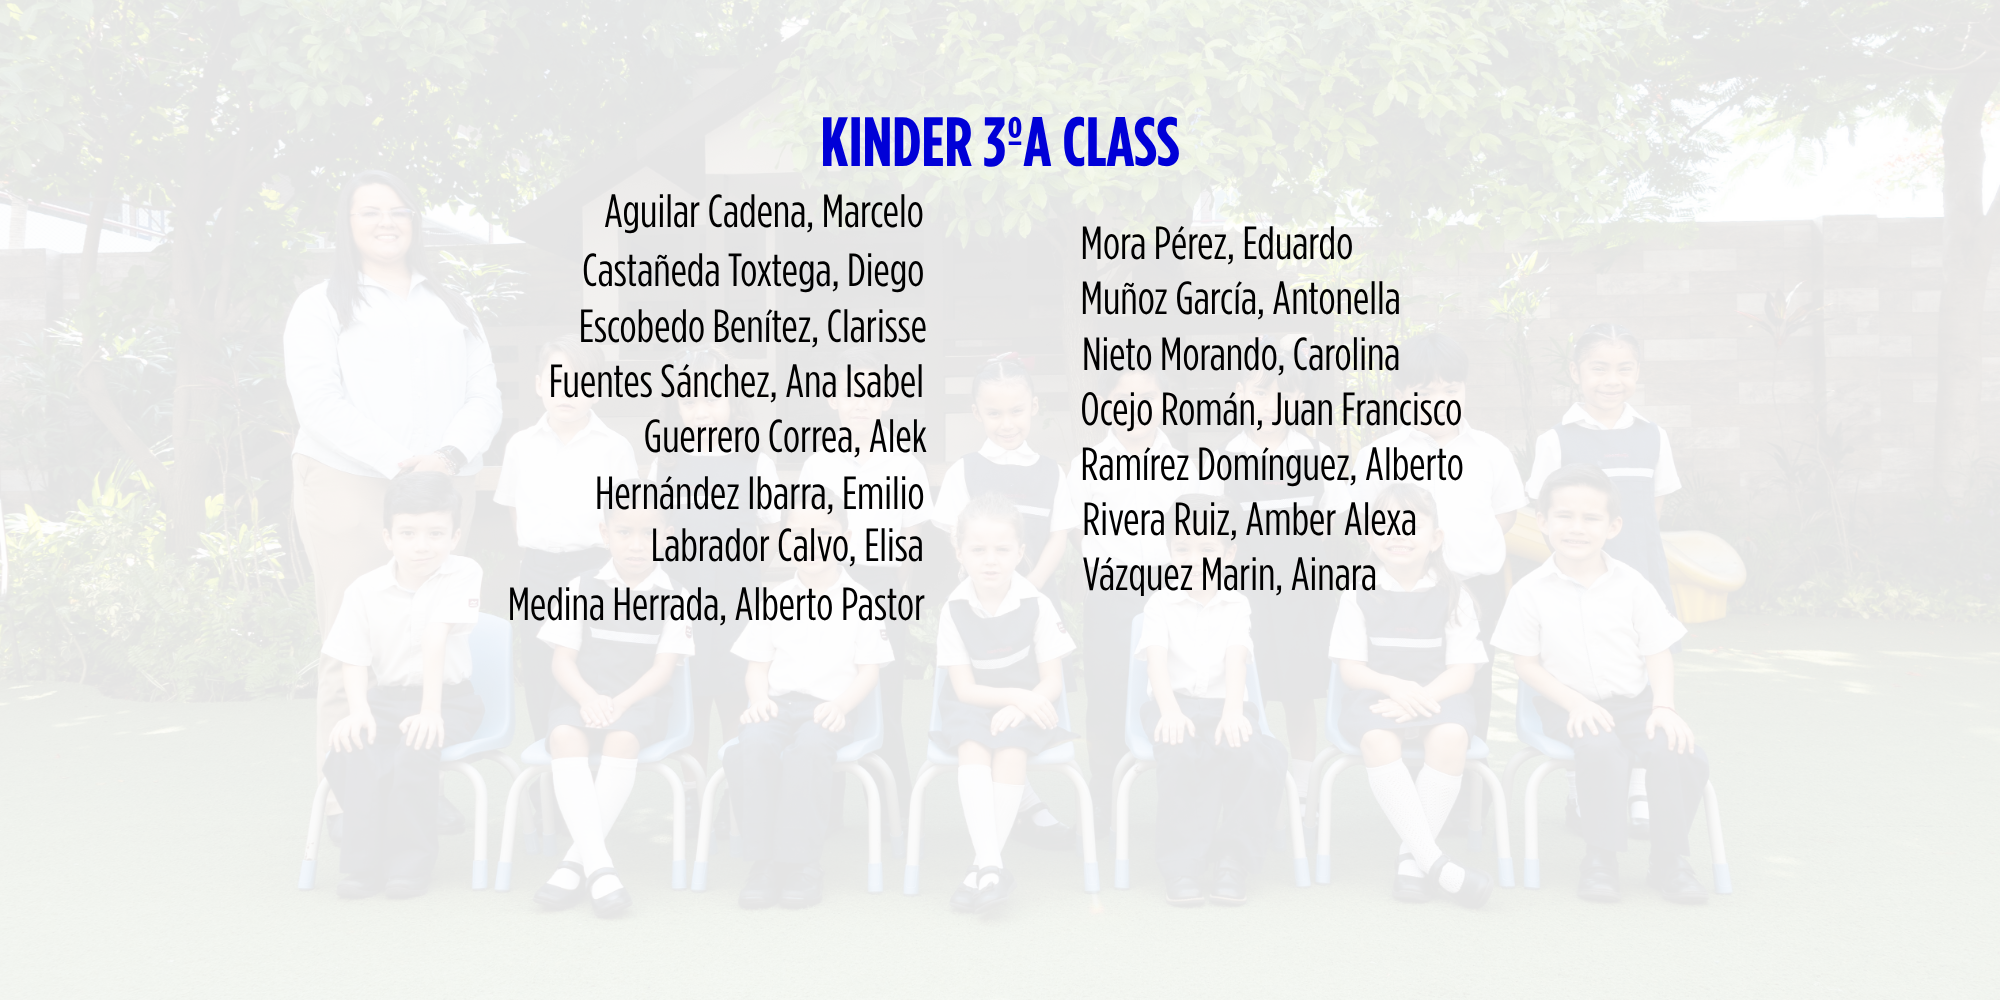 KINDER 3ºA CLASS
Aguilar Cadena, Marcelo
Castañeda Toxtega, Diego
Escobedo Benítez, Clarisse
Fuentes Sánchez, Ana Isabel
Guerrero Correa, Alek
Hernández Ibarra, Emilio
Labrador Calvo, Elisa
Medina Herrada, Alberto Pastor
Mora Pérez, Eduardo
Muñoz García, Antonella
Nieto Morando, Carolina
Ocejo Román, Juan Francisco
Ramírez Domínguez, Alberto
Rivera Ruiz, Amber Alexa
Vázquez Marin, Ainara